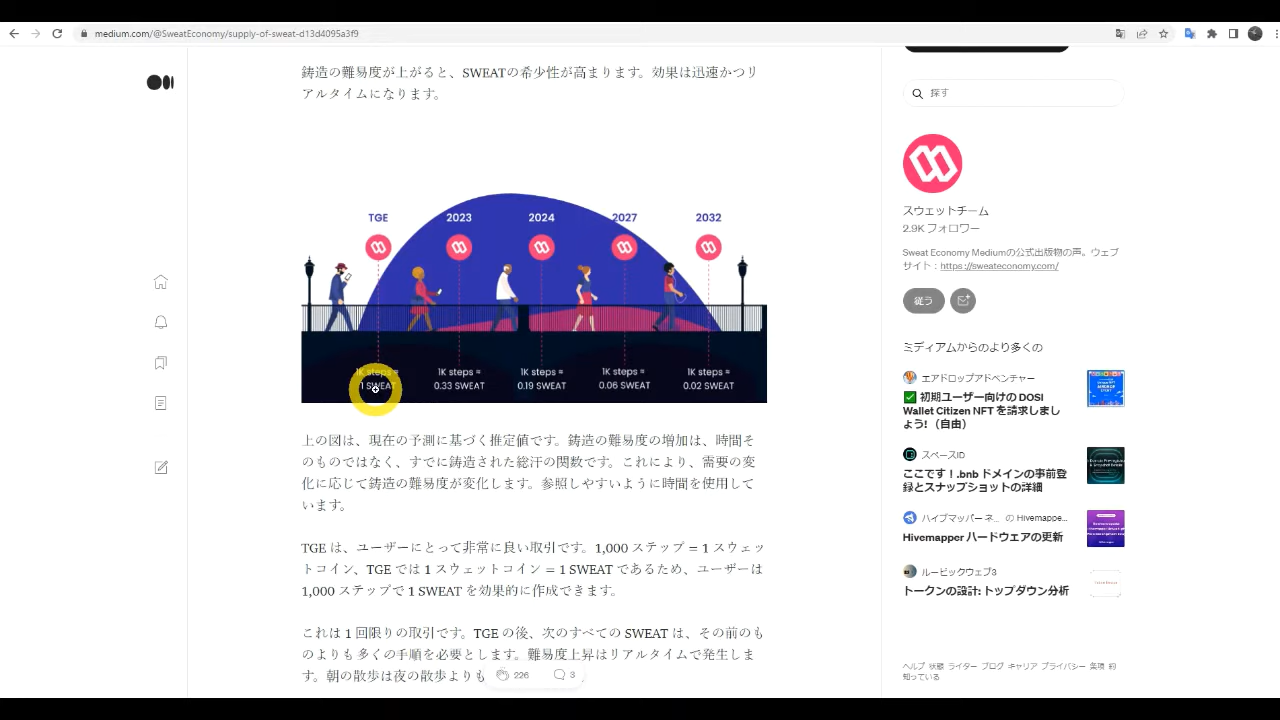 medium.com/@SweatEconomy/supply-of-sweat-d13d4095a3f9
鋳造の難易度が上がると、SWEATの希少性が高まります。効果は迅速かつリ
アルタイムになります。
TGE 2023 2024 2027 2032
1K steps ≈ 1K steps ≈ 1K steps ≈ 1K steps ≈ 1K steps ≈
1 SWEAT 0.33 SWEAT 0.19 SWEAT 0.06 SWEAT 0.02 SWEAT
上の図は、現在の予測に基づく推定値です。鋳造の難易度の増加は、時間そ
のものではなく、すでに鋳造された総汗の関数です。これにより、需要の変
化に応じて鋳造の難易度が変化します。参照しやすいように時間を使用して
います。
TGE は、ユーザーにとって非常に良い取引です。1,000 ステップ = 1 スウェッ
トコイン、TGE では 1 スウェットコイン = 1 SWEAT であるため、ユーザーは
1,000 ステップで 1 SWEAT を効果的に作成できます。
これは 1 回限りの取引です。TGE の後、次のすべての SWEAT は、その前のも
のよりも多くの手順を必要とします。難易度上昇はリアルタイムで発生しま
す。朝の散歩は夜の散歩よりも
226 3
探す
スウェットチーム
2.9K フォロワー
Sweat Economy Mediumの公式出版物の声。ウェブ
サイト：https://sweateconomy.com/
従う
ミディアムからのより多くの
エアドロップアドベンチャー
✅ 初期ユーザー向けの DOSI
Wallet Citizen NFT を請求しまし
ょう! （自由）
スペースID
ここです！.bnb ドメインの事前登
録とスナップショットの詳細
ハイブマッパー ネ... の Hivemappe...
Hivemapper ハードウェアの更新
ルービックウェブ3
トークンの設計: トップダウン分析
ヘルプ 状態 ライター ブログ キャリア プライバシー 条項 約
知っている